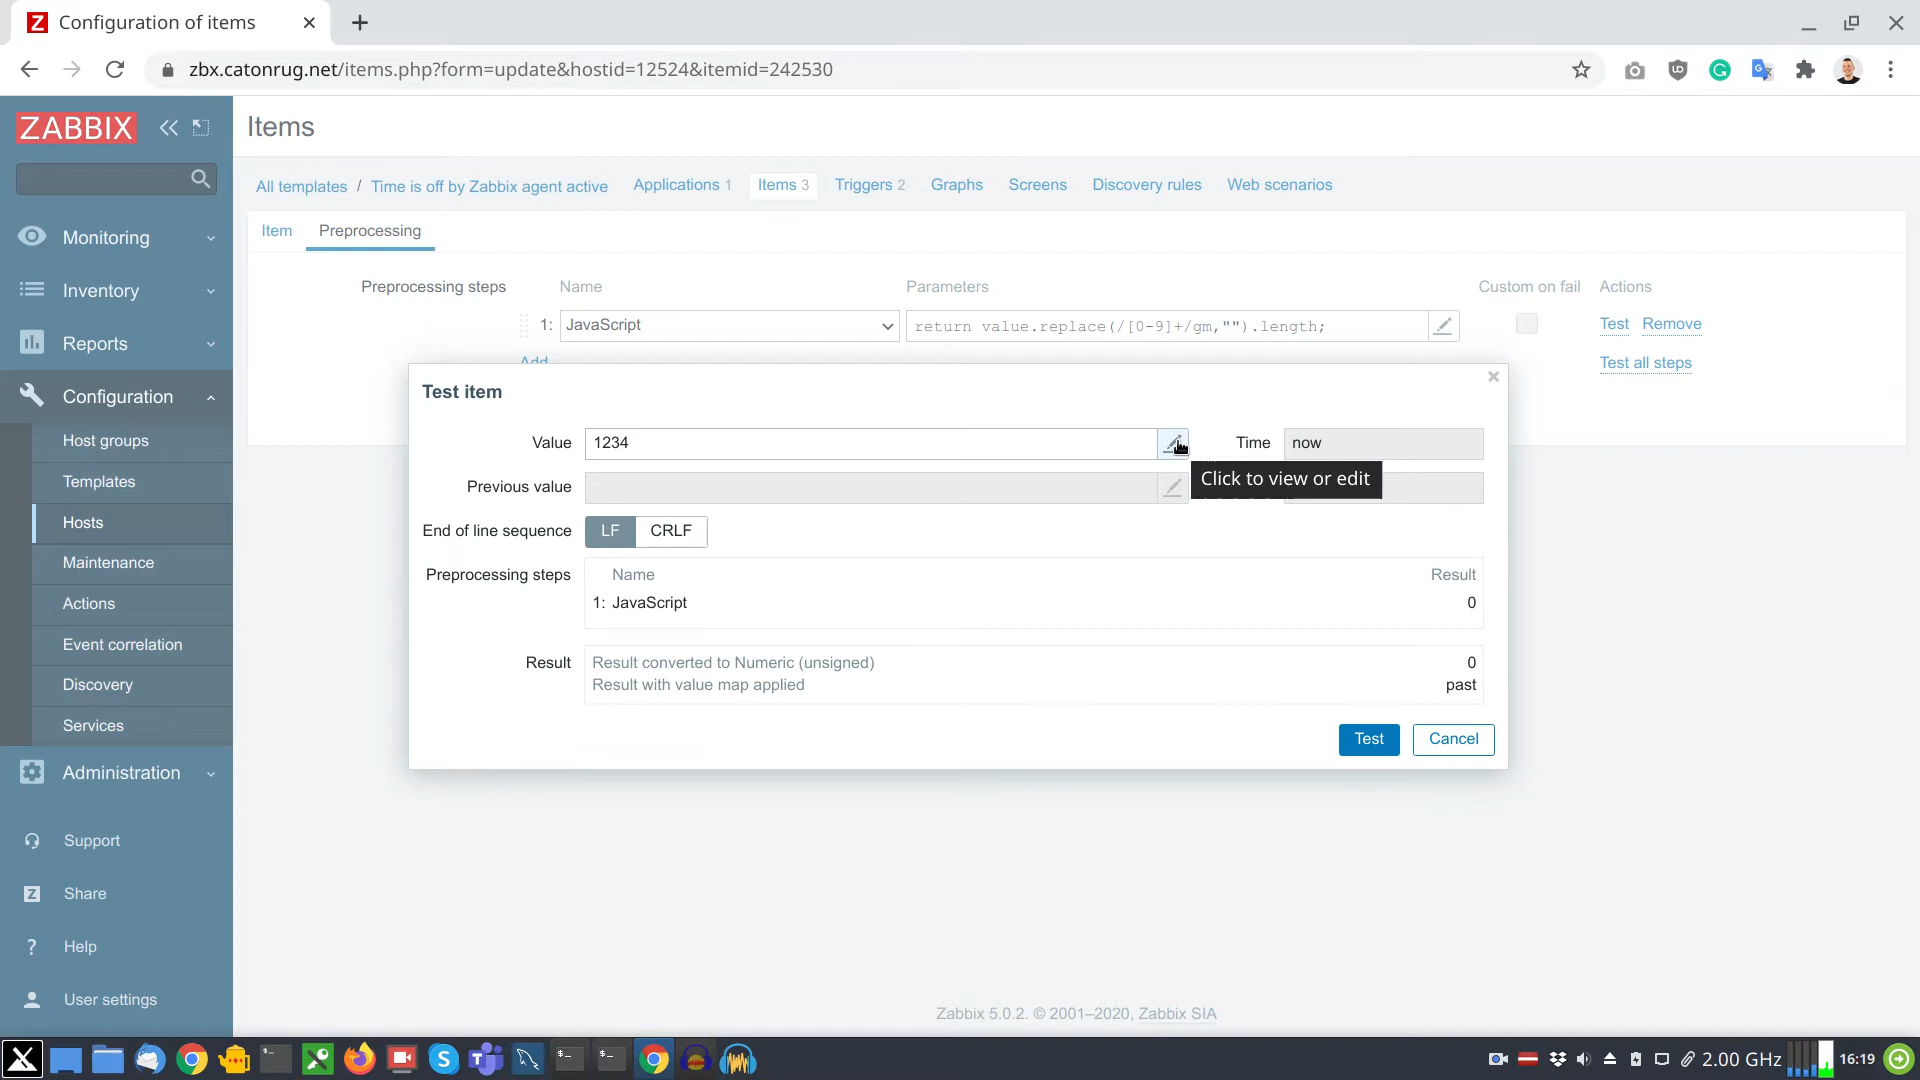 Configuration of items
zbx.catonrug.net/items.php?form=update&hostid=12524&itemid=242530
ZABBIX
Items
All templates / Time is off by Zabbix agent active Applications 1 Items 3 Triggers 2 Graphs Screens Discovery rules Web scenarios
Item Preprocessing
Preprocessing steps Name Parameters Custom on fail Actions
1: JavaScript return value.replace(/[0-9]+/gm,"").length; Test Remove
Add Test all steps
Test item
Value 1234 Time now
Click to view or edit
Previous value
End of line sequence LF CRLF
Preprocessing steps Name Result
1: JavaScript 0
Result Result converted to Numeric (unsigned) 0
Result with value map applied past
Test Cancel
Monitoring
Inventory
Reports
Configuration
Host groups
Templates
Hosts
Maintenance
Actions
Event correlation
Discovery
Services
Administration
Support
Z Share
? Help
User settings
Zabbix 5.0.2. © 2001–2020, Zabbix SIA
2.00 GHz 16:19